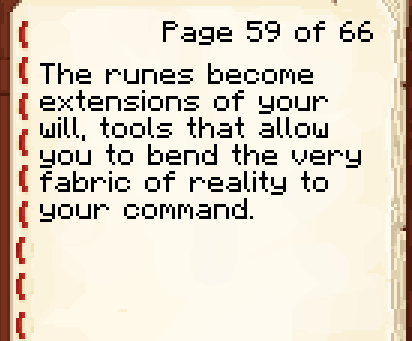 Page 59 of 66
The runes become
extensions of your
will, tools that allow
you to bend the very
fabric of reality to
your command.